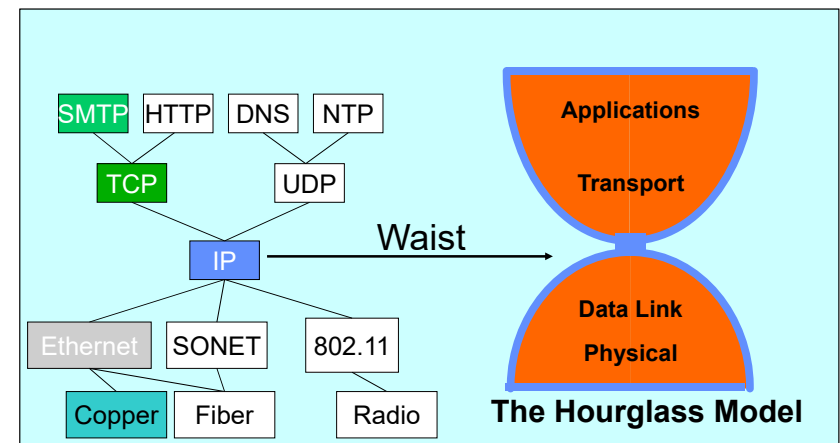 SMTP HTTP DNS NTP
TCP UDP
IP
Waist
Ethernet SONET 802.11
Copper Fiber Radio
Applications
Transport
Data Link
Physical
The Hourglass Model